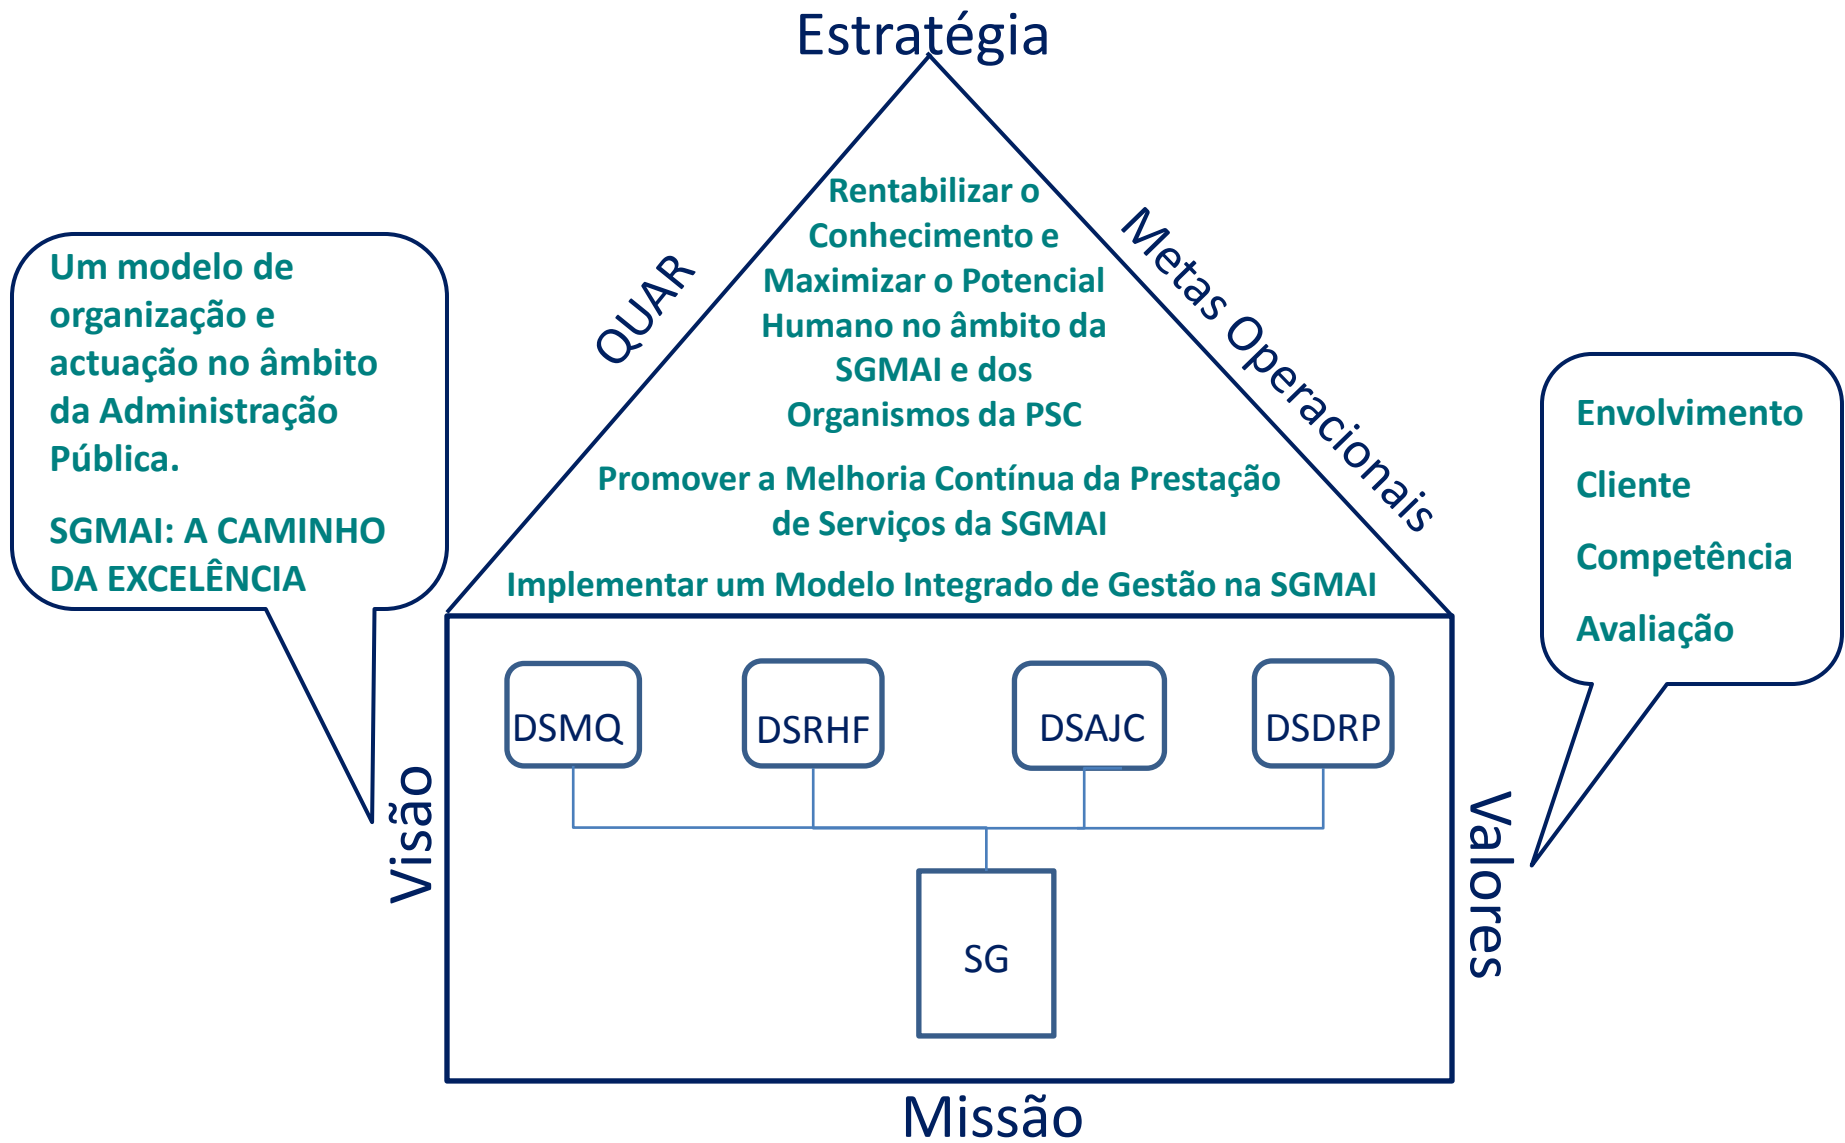 Estratégia
QUAR
Metas Operacionais
Rentabilizar o
Conhecimento e
Maximizar o Potencial
Humano no âmbito da
SGMAI e dos
Organismos da PSC
Promover a Melhoria Contínua da Prestação
de Serviços da SGMAI
Implementar um Modelo Integrado de Gestão na SGMAI
Um modelo de
organização e
actuação no âmbito
da Administração
Pública.
SGMAI: A CAMINHO
DA EXCELÊNCIA
Envolvimento
Cliente
Competência
Avaliação
DSMQ
DSRHF
DSAJC
DSDRP
SG
Visão
Valores
Missão